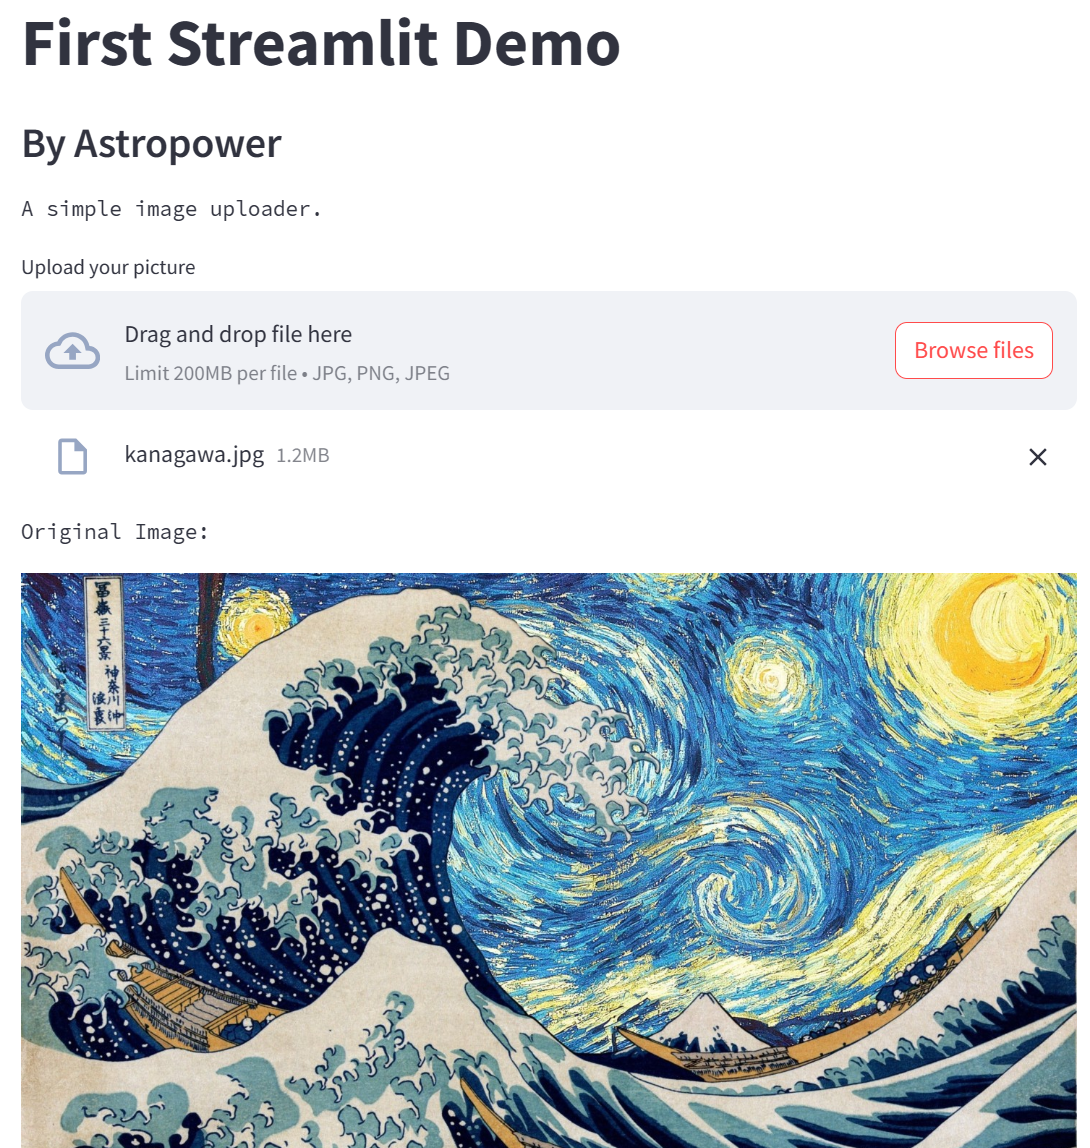 First Streamlit Demo
By Astropower
A simple image uploader.
Upload your picture
Drag and drop file here
Limit 200MB per file • JPG, PNG, JPEG
Browse files
kanagawa.jpg 1.2MB
Original Image:
冨嶽三十六景
神奈川沖
浪裏